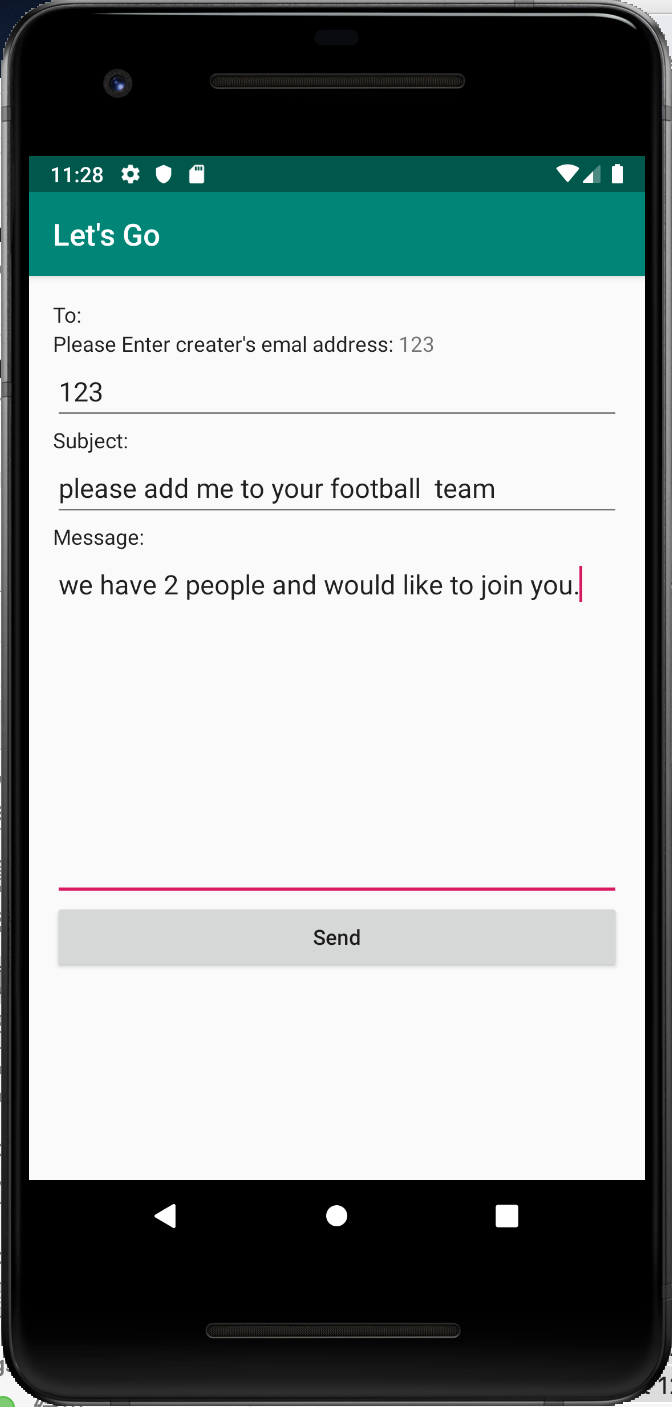 11:28
Let's Go
To:
Please Enter creater's emal address: 123
123
Subject:
please add me to your football  team
Message:
we have 2 people and would like to join you.
Send